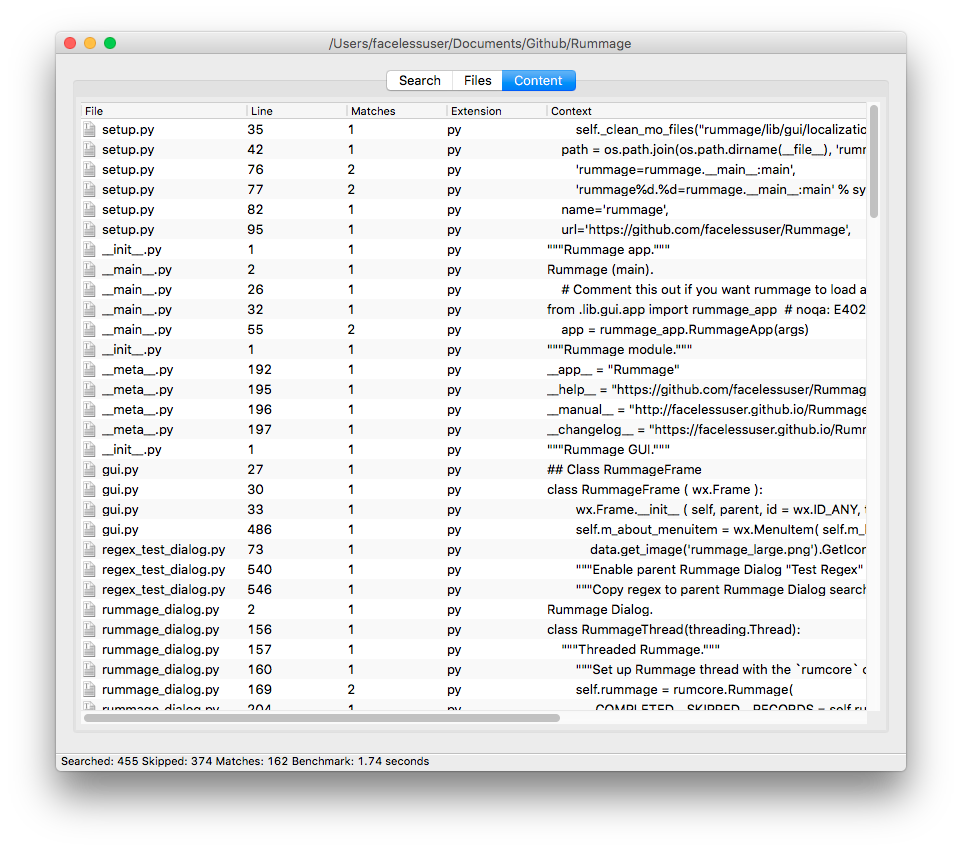 /Users/facelessuser/Documents/Github/Rummage
Search Files Content
File Line Matches Extension Context
setup.py 35 1 py self._clean_mo_files("rummage/lib/gui/localizatio
setup.py 42 1 py path = os.path.join(os.path.dirname(__file__), 'rumr
setup.py 76 2 py 'rummage=rummage.__main__:main',
setup.py 77 2 py 'rummage%d.%d=rummage.__main__:main' % sy
setup.py 82 1 py name='rummage',
setup.py 95 1 py url='https://github.com/facelessuser/Rummage',
__init__.py 1 1 py """Rummage app."""
__main__.py 2 1 py Rummage (main).
__main__.py 26 1 py # Comment this out if you want rummage to load a
__main__.py 32 1 py from .lib.gui.app import rummage_app # noqa: E402
__main__.py 55 2 py app = rummage_app.RummageApp(args)
__init__.py 1 1 py """Rummage module."""
__meta__.py 192 1 py __app__ = "Rummage"
__meta__.py 195 1 py __help__ = "https://github.com/facelessuser/Rummag
__meta__.py 196 1 py __manual__ = "http://facelessuser.github.io/Rummage
__meta__.py 197 1 py __changelog__ = "https://facelessuser.github.io/Rumr
__init__.py 1 1 py """Rummage GUI."""
gui.py 27 1 py ## Class RummageFrame
gui.py 30 1 py class RummageFrame ( wx.Frame ):
gui.py 33 1 py wx.Frame.__init__ ( self, parent, id = wx.ID_ANY,
gui.py 486 1 py self.m_about_menuitem = wx.MenuItem( self.m_
regex_test_dialog.py 73 1 py data.get_image('rummage_large.png').GetIcon
regex_test_dialog.py 540 1 py """Enable parent Rummage Dialog "Test Regex"
regex_test_dialog.py 546 1 py """Copy regex to parent Rummage Dialog search
rummage_dialog.py 2 1 py Rummage Dialog.
rummage_dialog.py 156 1 py class RummageThread(threading.Thread):
rummage_dialog.py 157 1 py """Threaded Rummage."""
rummage_dialog.py 160 1 py """Set up Rummage thread with the `rumcore`
rummage_dialog.py 169 2 py self.rummage = rumcore.Rummage(
rummage_dialog.py 204 1 py COMPLETED, SKIPPED, RECORDS = self.ru
Searched: 455 Skipped: 374 Matches: 162 Benchmark: 1.74 seconds